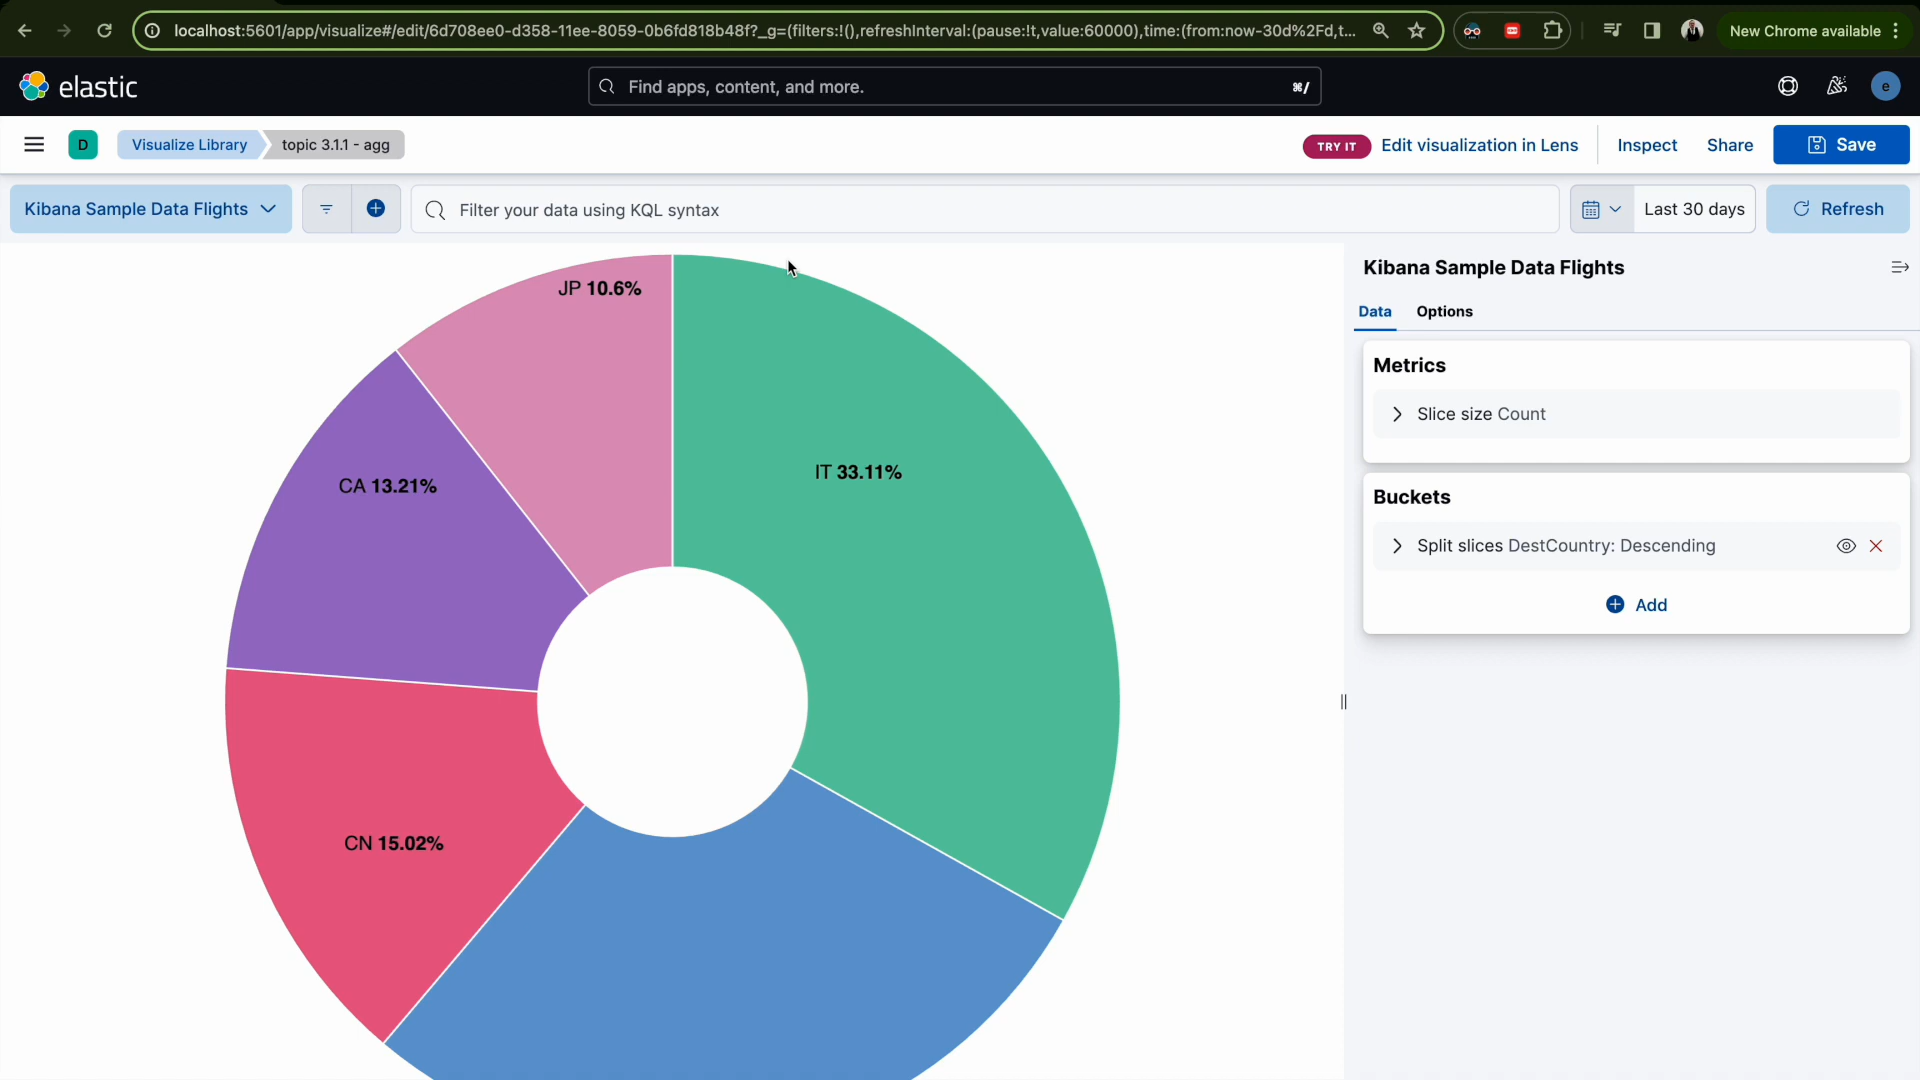 localhost:5601/app/visualize#/edit/6d708ee0-d358-11ee-8059-0b6fd818b48f?_g=(filters:!(),refreshInterval:(pause:!t,value:60000),time:(from:now-30d%2Fd,t...
New Chrome available
elastic
Find apps, content, and more.
⌘/
e
D
Visualize Library
topic 3.1.1 - agg
TRY IT
Edit visualization in Lens
Inspect
Share
Save
Kibana Sample Data Flights
Filter your data using KQL syntax
Last 30 days
Refresh
JP 10.6%
IT 33.11%
CA 13.21%
CN 15.02%
Kibana Sample Data Flights
Data
Options
Metrics
Slice size Count
Buckets
Split slices DestCountry: Descending
Add